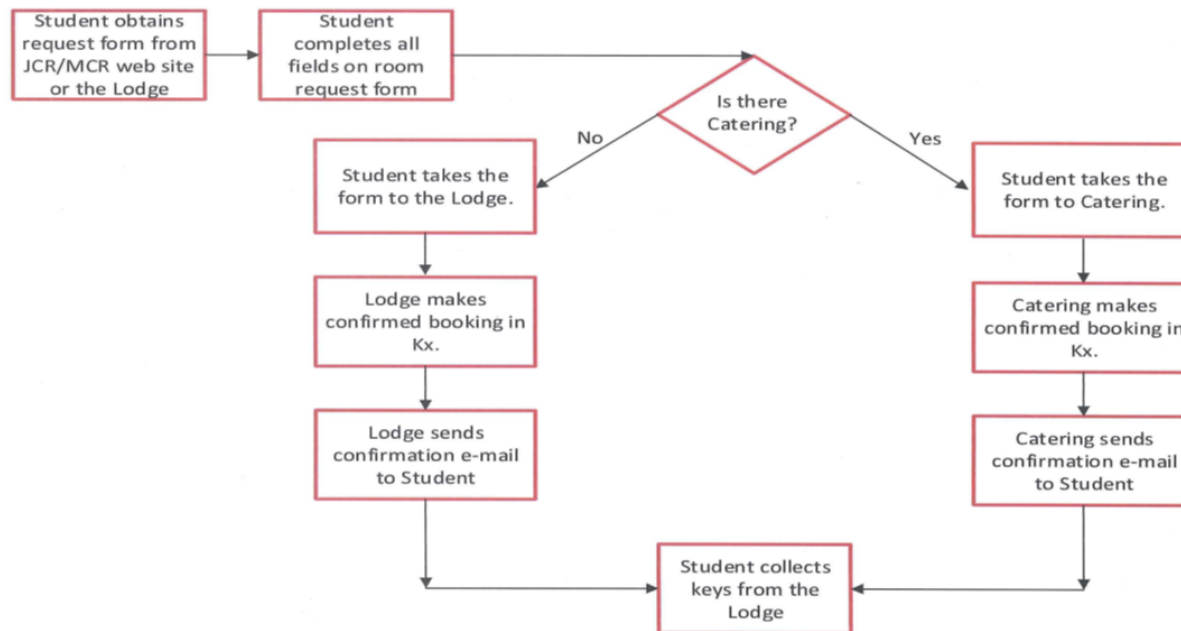 Student obtains
request form from
JCR/MCR web site
or the Lodge
Student
completes all
fields on room
request form
Is there
Catering?
No
Yes
Student takes the
form to the Lodge.
Student takes the
form to Catering.
Lodge makes
confirmed booking in
Kx.
Catering makes
confirmed booking in
Kx.
Lodge sends
confirmation e-mail
to Student
Catering sends
confirmation e-mail
to Student
Student collects
keys from the
Lodge